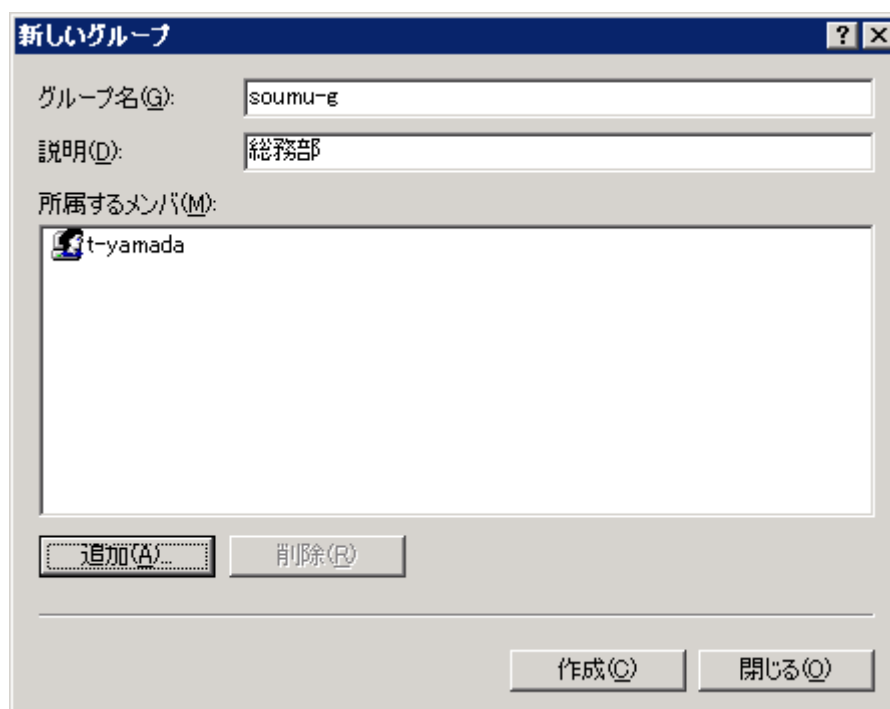 新しいグループ
グループ名(G): soumu-g
説明(D): 総務部
所属するメンバ(M):
t-yamada
追加(A)... 削除(R)
作成(C) 閉じる(O)